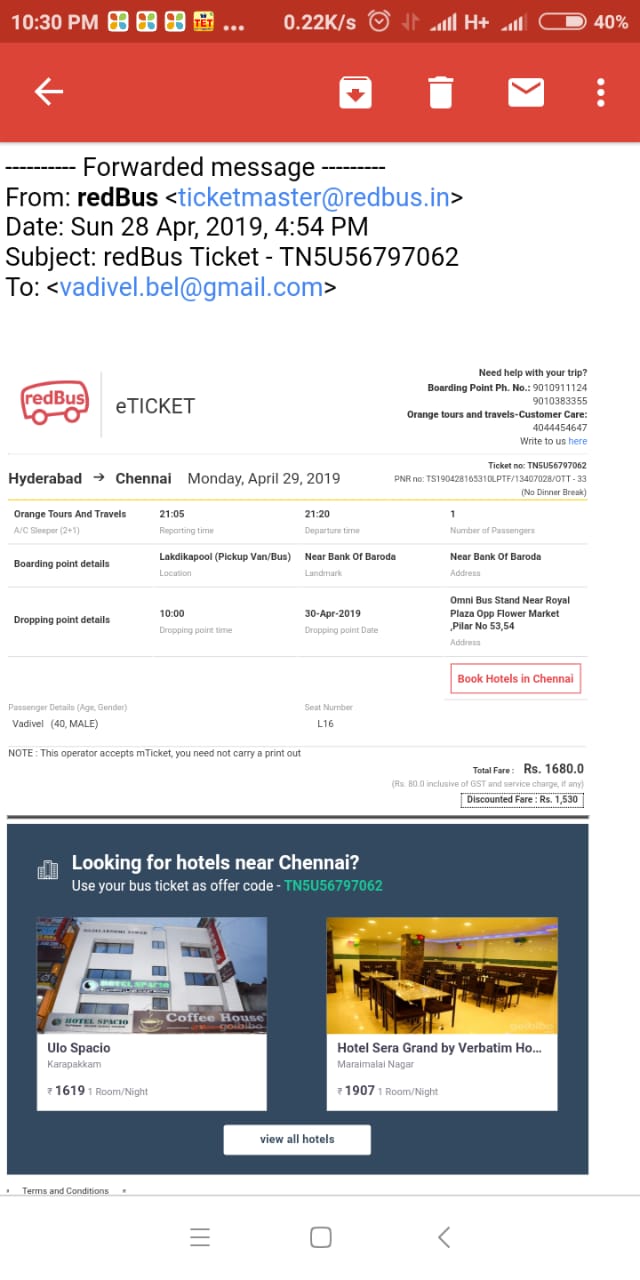 10:30 PM TET ... 0.22K/s H+ 40%
---------- Forwarded message ---------
From: redBus <ticketmaster@redbus.in>
Date: Sun 28 Apr, 2019, 4:54 PM
Subject: redBus Ticket - TN5U56797062
To: <vadivel.bel@gmail.com>
redBus
eTICKET
Need help with your trip?
Boarding Point Ph. No.: 9010911124
9010383355
Orange tours and travels-Customer Care:
4044454647
Write to us here
Hyderabad → Chennai Monday, April 29, 2019
Ticket no: TN5U56797062
PNR no: TS190428165310LPTF/13407028/OTT - 33
(No Dinner Break)
Orange Tours And Travels 21:05 21:20 1
A/C Sleeper (2+1) Reporting time Departure time Number of Passengers
Boarding point details Lakdikapool (Pickup Van/Bus) Near Bank Of Baroda Near Bank Of Baroda
Location Landmark Address
Dropping point details 10:00 30-Apr-2019 Omni Bus Stand Near Royal
Plaza Opp Flower Market
,Pilar No 53,54
Dropping point time Dropping point Date Address
Book Hotels in Chennai
Passenger Details (Age, Gender) Seat Number
Vadivel (40, MALE) L16
NOTE : This operator accepts mTicket, you need not carry a print out
Total Fare : Rs. 1680.0
(Rs. 80.0 inclusive of GST and service charge, if any)
Discounted Fare : Rs. 1,530
Looking for hotels near Chennai?
Use your bus ticket as offer code - TN5U56797062
HOTEL SPACIO
HOTEL SPACIO
Coffee House
goibibo
goibibo
Ulo Spacio
Karapakkam
₹ 1619 1 Room/Night
Hotel Sera Grand by Verbatim Ho...
Maraimalai Nagar
₹ 1907 1 Room/Night
view all hotels
Terms and Conditions